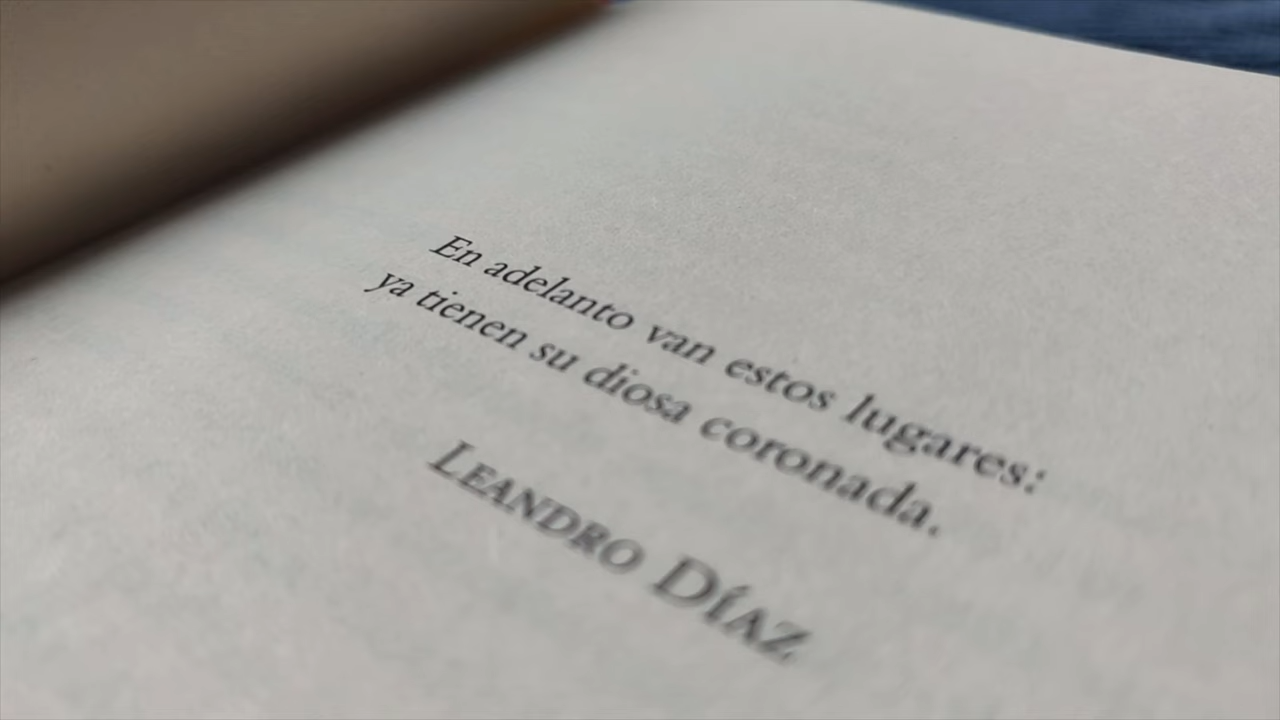 En adelanto van estos lugares:
ya tienen su diosa coronada.
LEANDRO DÍAZ